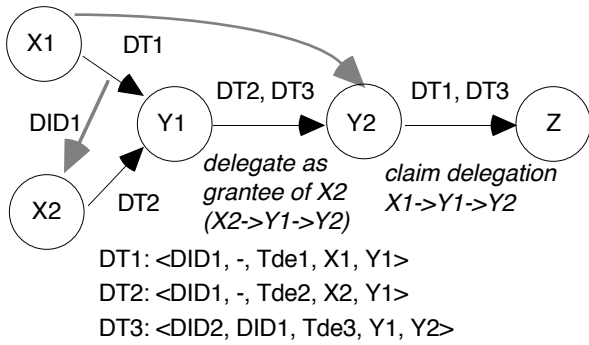 X1
DT1
DT2, DT3
DT1, DT3
DID1
Y1
Y2
Z
delegate as
grantee of X2
(X2->Y1->Y2)
claim delegation
X1->Y1->Y2
X2
DT2
DT1: <DID1, -, Tde1, X1, Y1>
DT2: <DID1, -, Tde2, X2, Y1>
DT3: <DID2, DID1, Tde3, Y1, Y2>